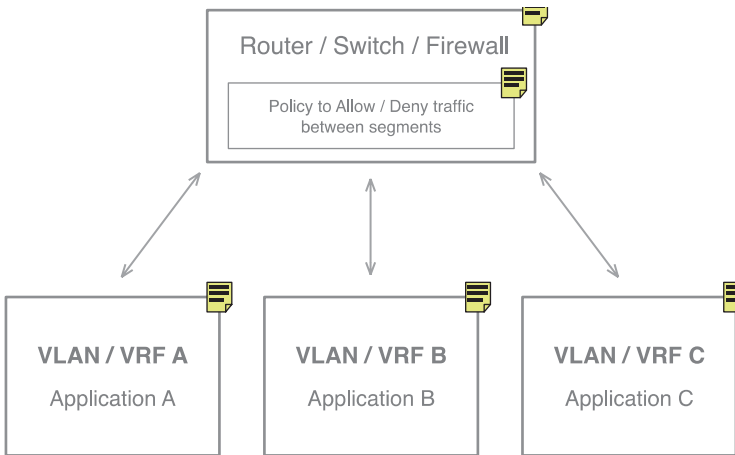 Router / Switch / Firewall
Policy to Allow / Deny traffic
between segments
VLAN / VRF A
Application A
VLAN / VRF B
Application B
VLAN / VRF C
Application C